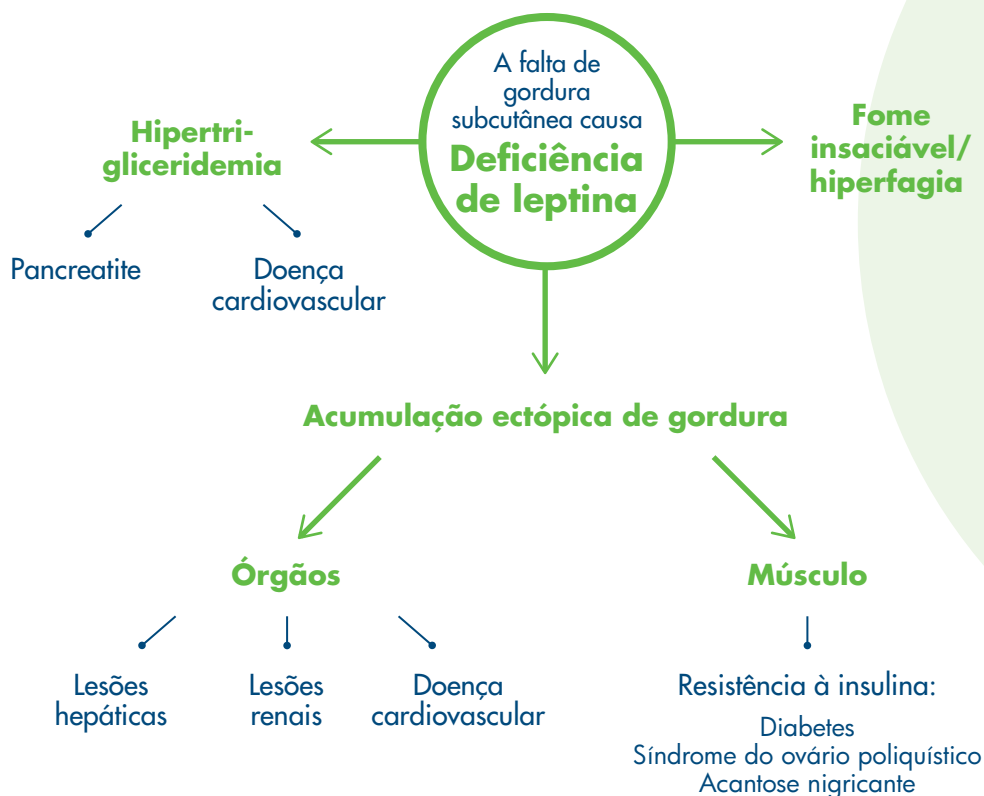 A falta de
gordura
subcutânea causa
Deficiência
de leptina
Hipertri-
gliceridemia
Fome
insaciável/
hiperfagia
Pancreatite
Doença
cardiovascular
Acumulação ectópica de gordura
Órgãos
Músculo
Lesões
hepáticas
Lesões
renais
Doença
cardiovascular
Resistência à insulina:
Diabetes
Síndrome do ovário poliquístico
Acantose nigricante